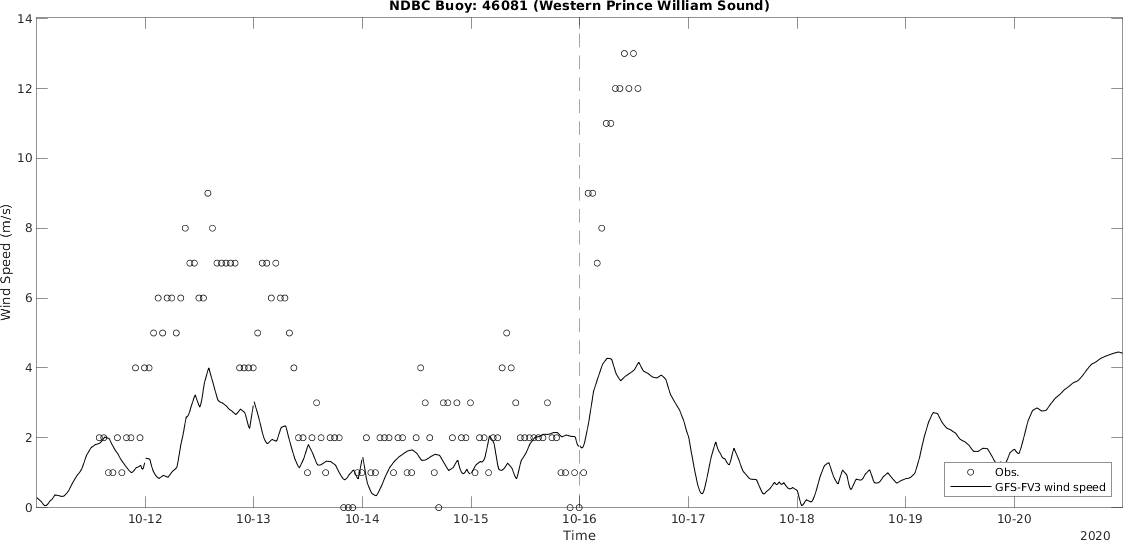 NDBC Buoy: 46081 (Western Prince William Sound)
14
12
10
8
6
4
2
0
Wind Speed (m/s)
10-12 10-13 10-14 10-15 10-16 10-17 10-18 10-19 10-20
Time
2020
Obs.
GFS-FV3 wind speed